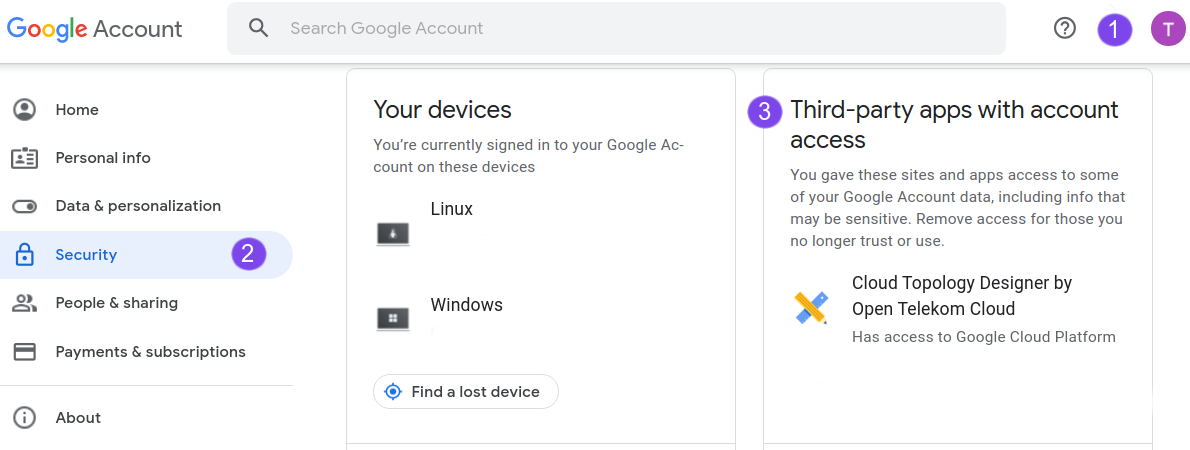 Google Account
Search Google Account
1
T
Home
Personal info
Data & personalization
Security
2
People & sharing
Payments & subscriptions
About
Your devices
You're currently signed in to your Google Ac-
count on these devices
Linux
Windows
Find a lost device
3
Third-party apps with account
access
You gave these sites and apps access to some
of your Google Account data, including info that
may be sensitive. Remove access for those you
no longer trust or use.
Cloud Topology Designer by
Open Telekom Cloud
Has access to Google Cloud Platform